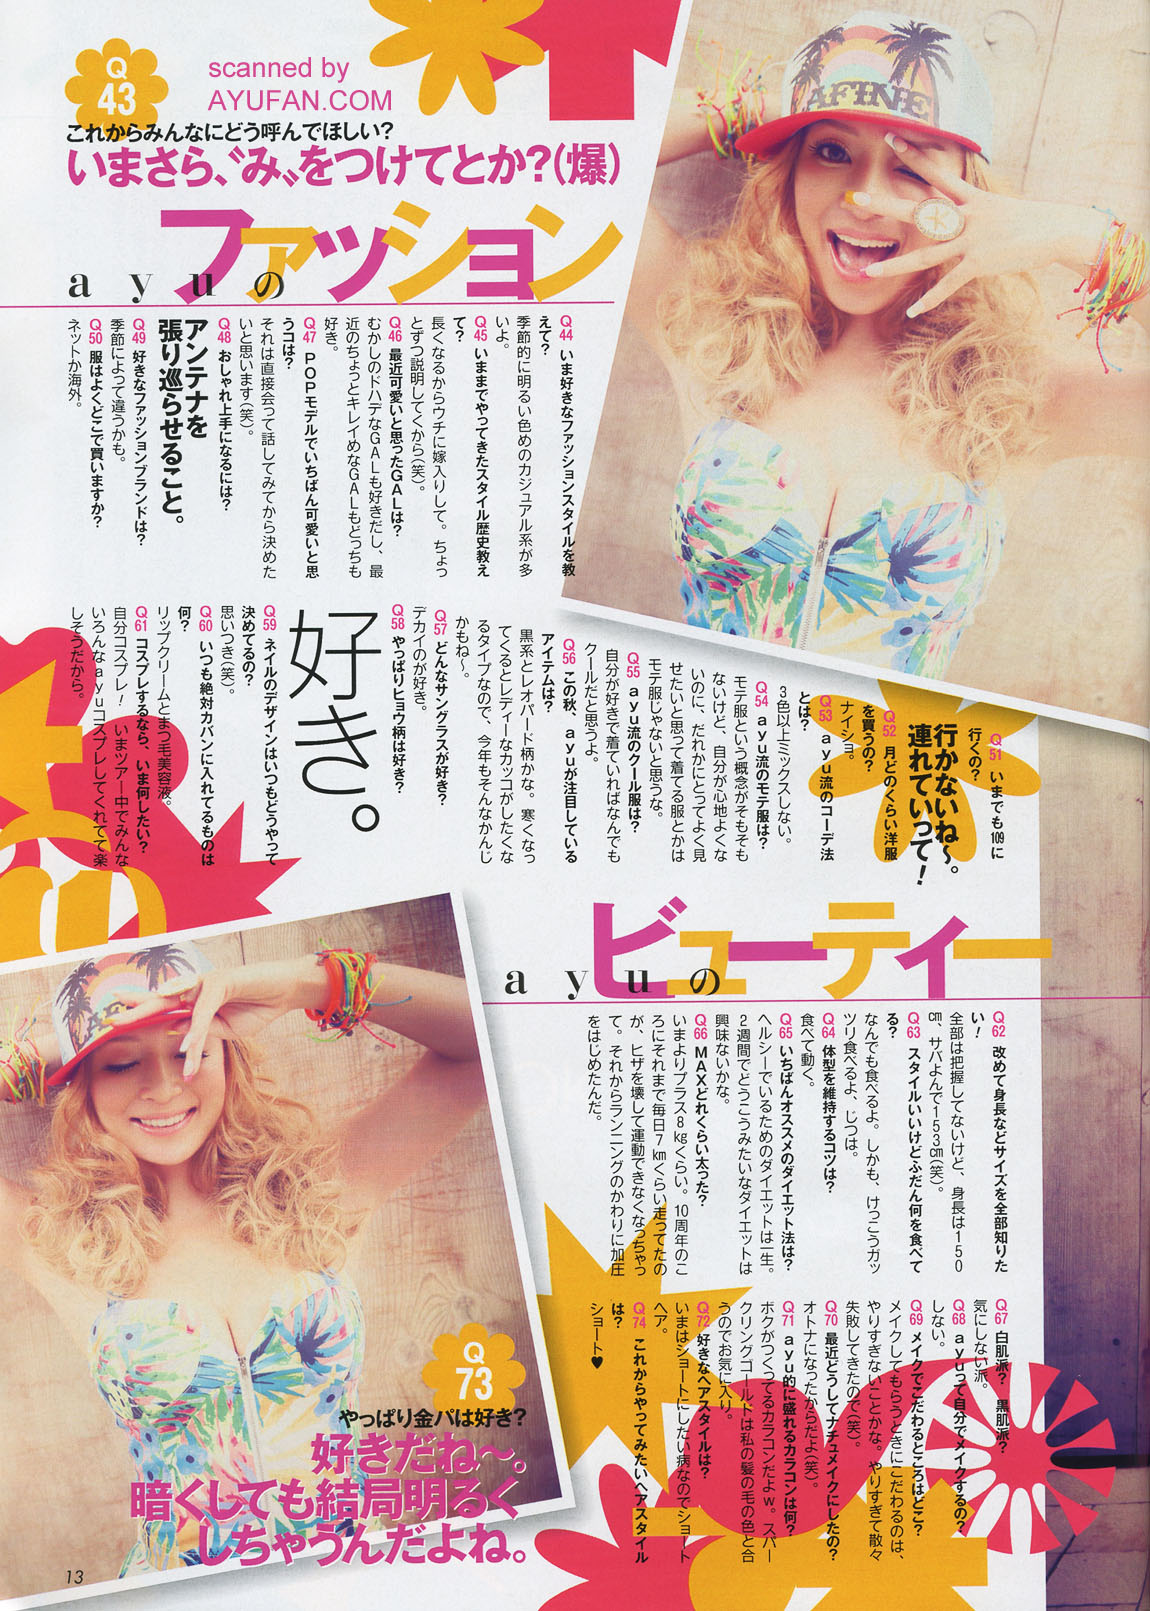 scanned by
AYUFAN.COM
Q
43
これからみんなにどう呼んでほしい?
いまさら、〝み〟をつけてとか?(爆)
ayuの
ファッション
AFINE
Q44 いま好きなファッションスタイルを教
えて?
季節的に明るい色めのカジュアル系が多
いよ。
Q45 いままでやってきたスタイル歴史教え
て?
長くなるからウチに嫁入りして。ちょっ
とずつ説明してくから(笑)。
Q46 最近可愛いと思ったGALは?
むかしのドハデなGALも好きだし、最
近のちょっとキレイめなGALもどっちも
好き。
Q47 POPモデルでいちばん可愛いと思
うコは?
それは直接会って話してみてから決めた
いと思います(笑)。
Q48 おしゃれ上手になるには?
アンテナを
張り巡らせること。
Q49 好きなファッションブランドは?
季節によって違うかも。
Q50 服はよくどこで買いますか?
ネットか海外。
Q51 いまでも109に
行くの?
行かないね〜。
連れていって!
Q52 月どのくらい洋服
を買うの?
ナイショ。
Q53 ayu流のコーデ法
とは?
3色以上ミックスしない。
Q54 ayu流のモテ服は?
モテ服という概念がそもそも
ないけど、自分が心地よくな
いのに、だれかにとってよく見
せたいと思って着てる服とかは
モテ服じゃないと思うな。
Q55 ayu流のクール服は?
自分が好きで着ていればなんでも
クールだと思うよ。
Q56 この秋、ayuが注目している
アイテムは?
黒系とレオパード柄かな。寒くなっ
てくるとレディーなカッコがしたくな
るタイプなので、今年もそんなかんじ
かもね〜。
Q57 どんなサングラスが好き?
デカイのが好き。
Q58 やっぱりヒョウ柄は好き?
好き。
Q59 ネイルのデザインはいつもどうやって
決めてるの?
思いつき(笑)。
Q60 いつも絶対カバンに入れてるものは
何?
リップクリームとまつ毛美容液。
Q61 コスプレするなら、いま何したい?
自分コスプレ! いまツアー中でみんな
いろんなayuコスプレしてくれてて楽
しそうだから。
ayuの
ビューティー
Q62 改めて身長などサイズを全部知りた
い!
全部は把握してないけど、身長は150
cm、サバよんで153cm(笑)。
Q63 スタイルいいけどふだん何を食べて
る?
なんでも食べるよ。しかも、けっこうガッ
ツリ食べるよ、じつは。
Q64 体型を維持するコツは?
食べて動く。
Q65 いちばんオススメのダイエット法は?
ヘルシーでいるためのダイエットは一生。
2週間でどうこうみたいなダイエットは
興味ないかな。
Q66 MAXどれくらい太った?
いまよりプラス8kgくらい。10周年のこ
ろにそれまで毎日7kmくらい走ってたの
が、ヒザを壊して運動できなくなっちゃっ
て。それからランニングのかわりに加圧
をはじめたんだ。
Q67 白肌派? 黒肌派?
気にしない派。
Q68 ayuって自分でメイクするの?
しない。
Q69 メイクでこだわるところはどこ?
メイクしてもらうときにこだわるのは、
やりすぎないことかな。やりすぎて散々
失敗してきたので(笑)。
Q70 最近どうしてナチュメイクにしたの?
オトナになったからだよ(笑)。
Q71 ayu的に盛れるカラコンは何?
ボクがつくってるカラコンだよw。スパー
クリングゴールドは私の髪の毛の色と合
うのでお気に入り。
Q72 好きなヘアスタイルは?
いまはショートにしたい病なのでショート
ヘア。
Q74 これからやってみたいヘアスタイル
は?
ショート♥
Q
73
やっぱり金パは好き?
好きだね〜。
暗くしても結局明るく
しちゃうんだよね。
13